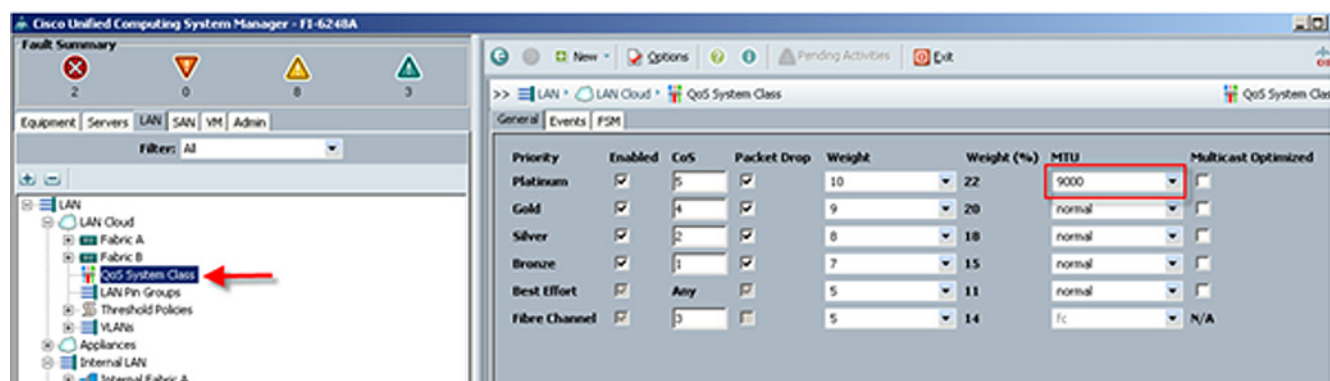 Cisco Unified Computing System Manager - FI-6248A
Fault Summary
2 0 8 3
New Options Pending Activities Exit
>> LAN LAN Cloud QoS System Class
QoS System Clas
Equipment Servers LAN SAN VM Admin
Filter: All
LAN
LAN Cloud
Fabric A
Fabric B
QoS System Class
LAN Pin Groups
Threshold Policies
VLANs
Appliances
Internal LAN
Internal Fabric A
General Events FSM
Priority Enabled CoS Packet Drop Weight Weight (%) MTU Multicast Optimized
Platinum 5 10 22 9000
Gold 4 9 20 normal
Silver 2 8 18 normal
Bronze 1 7 15 normal
Best Effort Any 5 11 normal
Fibre Channel 3 5 14 fc N/A